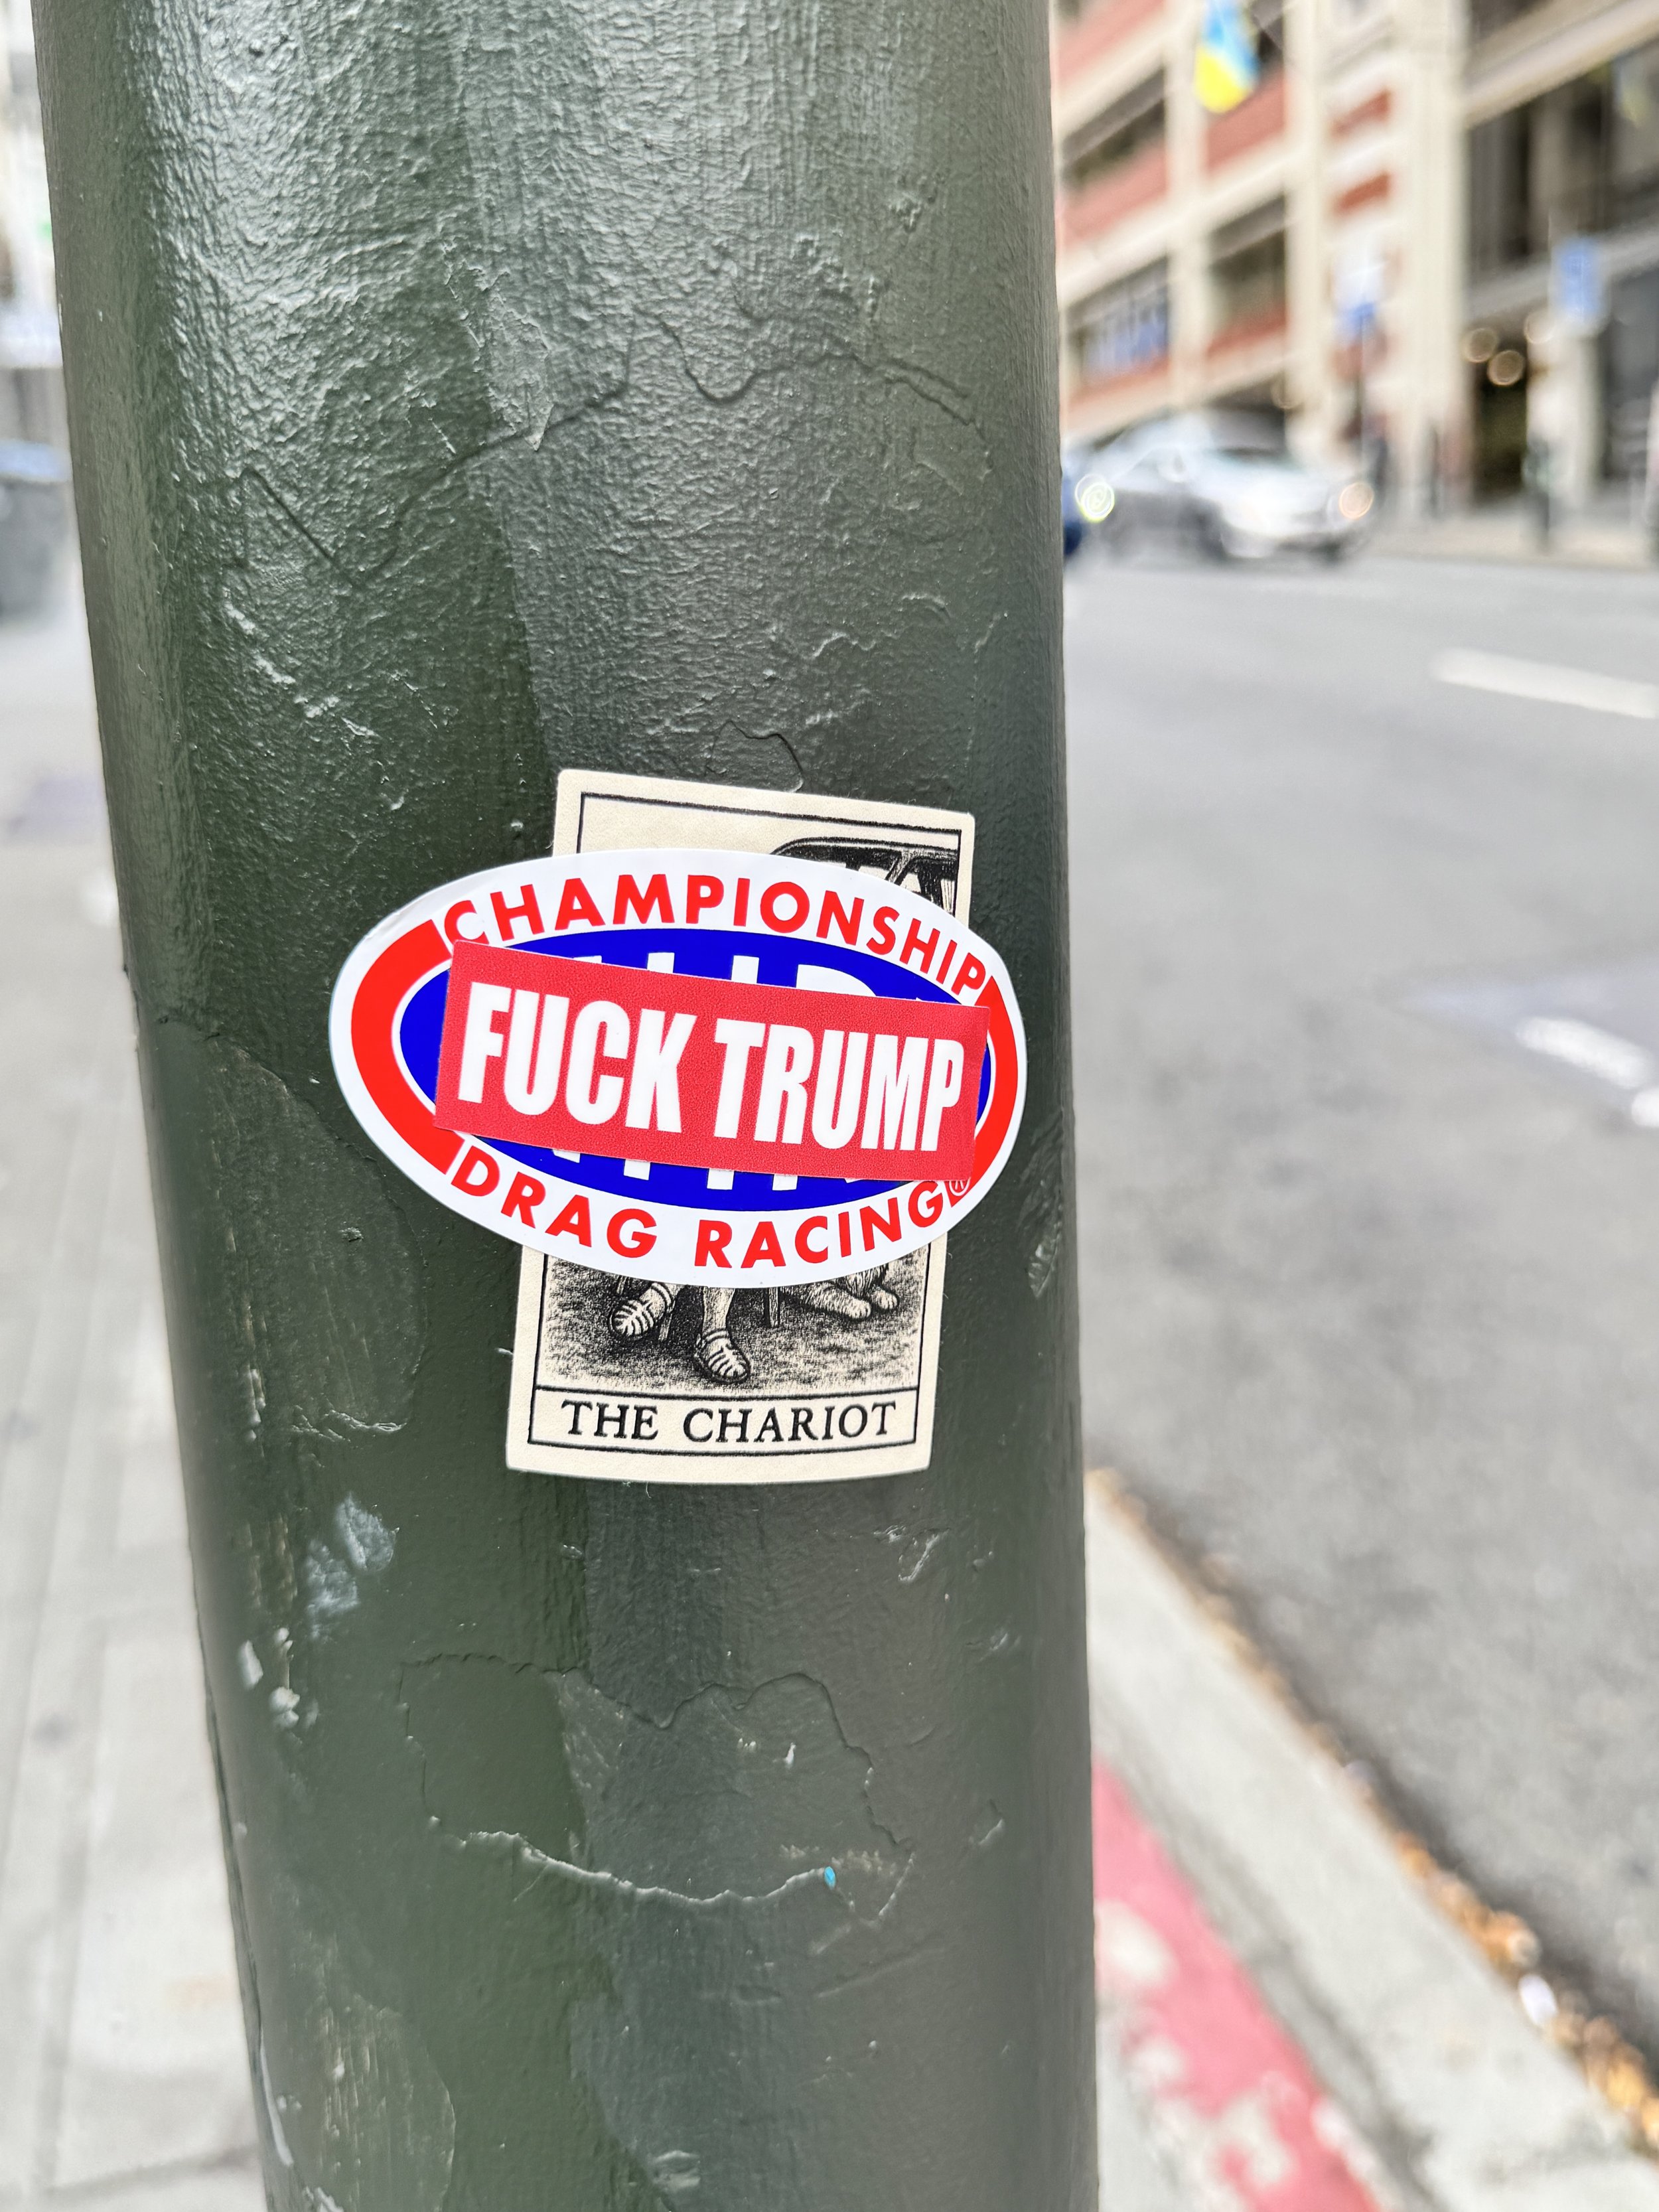 CHAMPIONSHIP
FUCK TRUMP
DRAG RACING®
THE CHARIOT